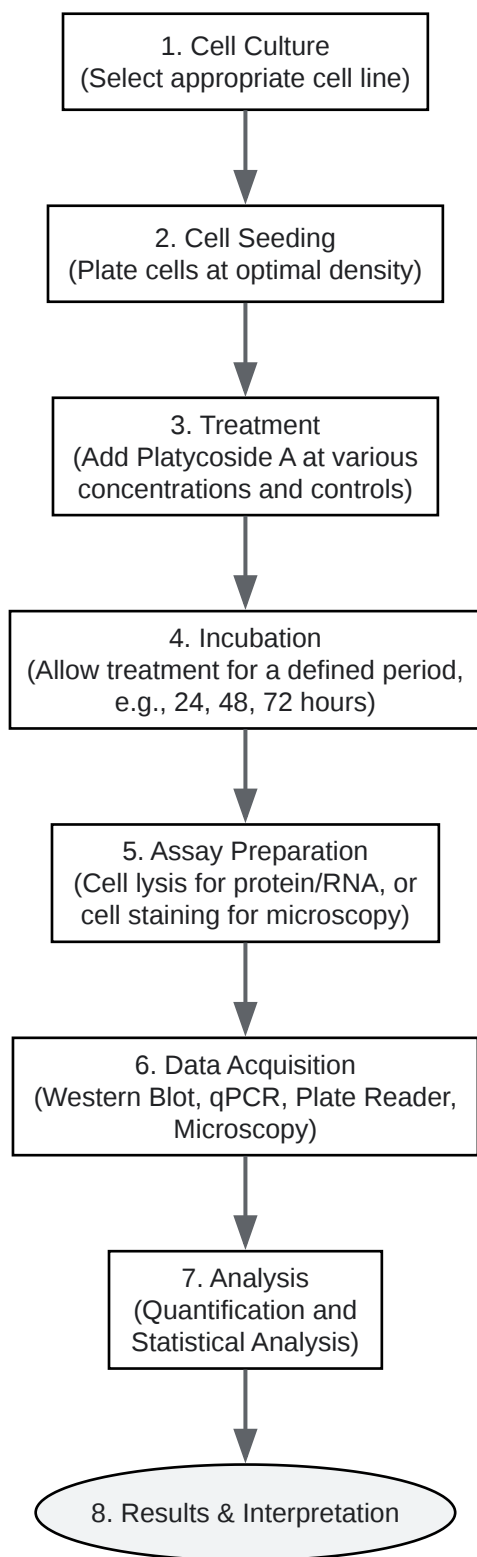 1. Cell Culture
(Select appropriate cell line)
2. Cell Seeding
(Plate cells at optimal density)
3. Treatment
(Add Platycoside A at various
concentrations and controls)
4. Incubation
(Allow treatment for a defined period,
e.g., 24, 48, 72 hours)
5. Assay Preparation
(Cell lysis for protein/RNA, or
cell staining for microscopy)
6. Data Acquisition
(Western Blot, qPCR, Plate Reader,
Microscopy)
7. Analysis
(Quantification and
Statistical Analysis)
8. Results & Interpretation